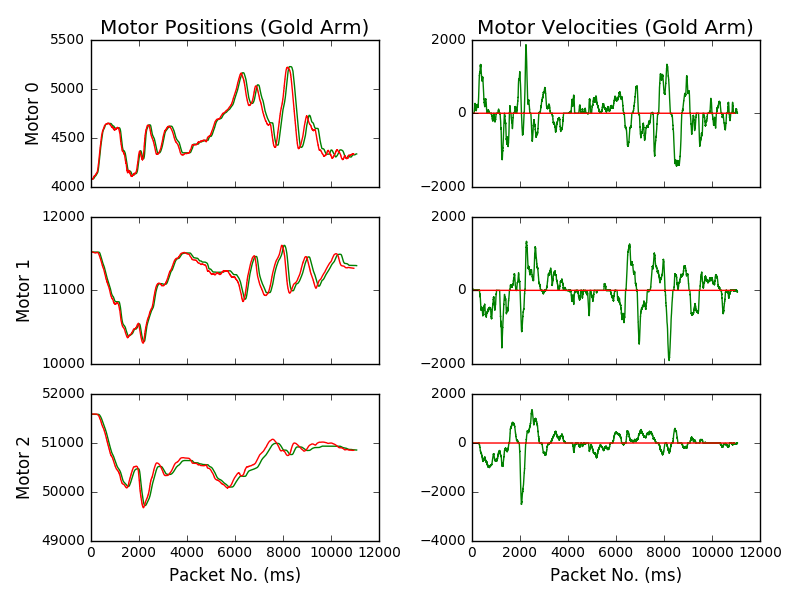 Motor Positions (Gold Arm)
Motor 0
5500
5000
4500
4000
Motor 1
12000
11000
10000
Motor 2
52000
51000
50000
49000
0 2000 4000 6000 8000 10000 12000
Packet No. (ms)
Motor Velocities (Gold Arm)
2000
0
−2000
2000
0
−2000
2000
0
−2000
−4000
0 2000 4000 6000 8000 10000 12000
Packet No. (ms)